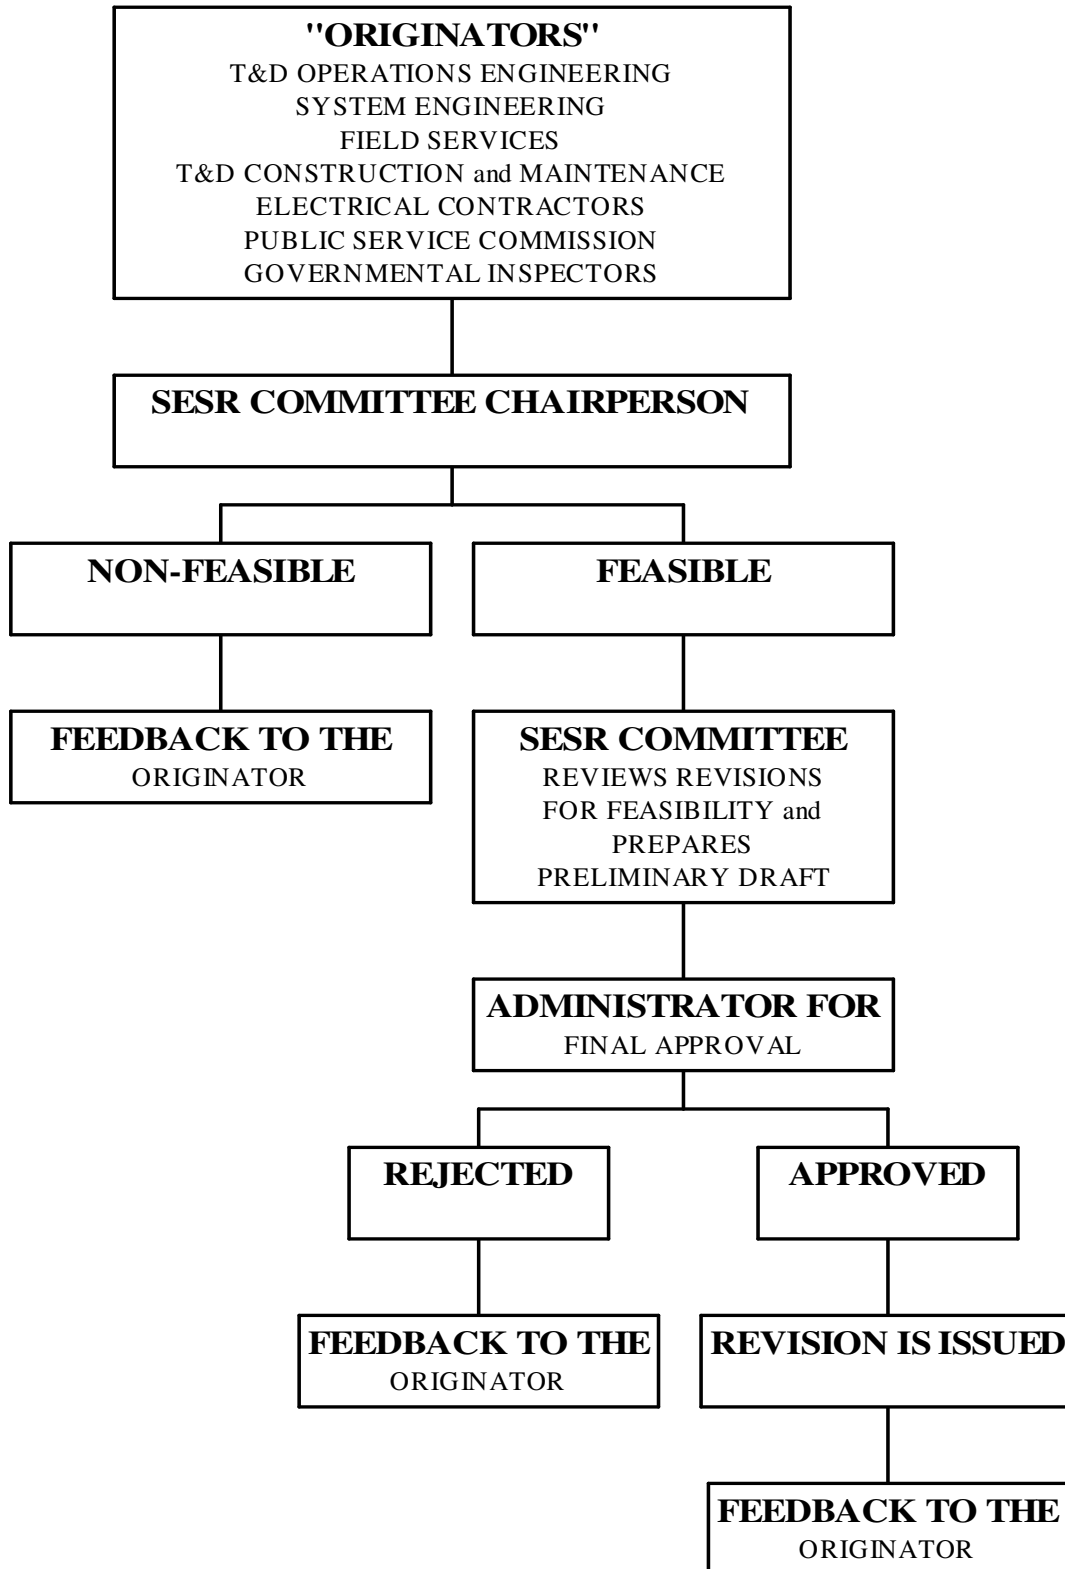 "ORIGINATORS"
T&D OPERATIONS ENGINEERING
SYSTEM ENGINEERING
FIELD SERVICES
T&D CONSTRUCTION and MAINTENANCE
ELECTRICAL CONTRACTORS
PUBLIC SERVICE COMMISSION
GOVERNMENTAL INSPECTORS
SESR COMMITTEE CHAIRPERSON
NON-FEASIBLE
FEASIBLE
FEEDBACK TO THE
ORIGINATOR
SESR COMMITTEE
REVIEWS REVISIONS
FOR FEASIBILITY and
PREPARES
PRELIMINARY DRAFT
ADMINISTRATOR FOR
FINAL APPROVAL
REJECTED
APPROVED
FEEDBACK TO THE
ORIGINATOR
REVISION IS ISSUED
FEEDBACK TO THE
ORIGINATOR